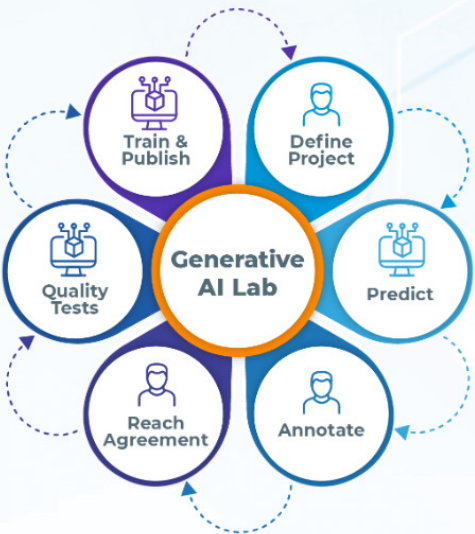 Train &
Publish
Define
Project
Generative
AI Lab
Quality
Tests
Predict
Reach
Agreement
Annotate